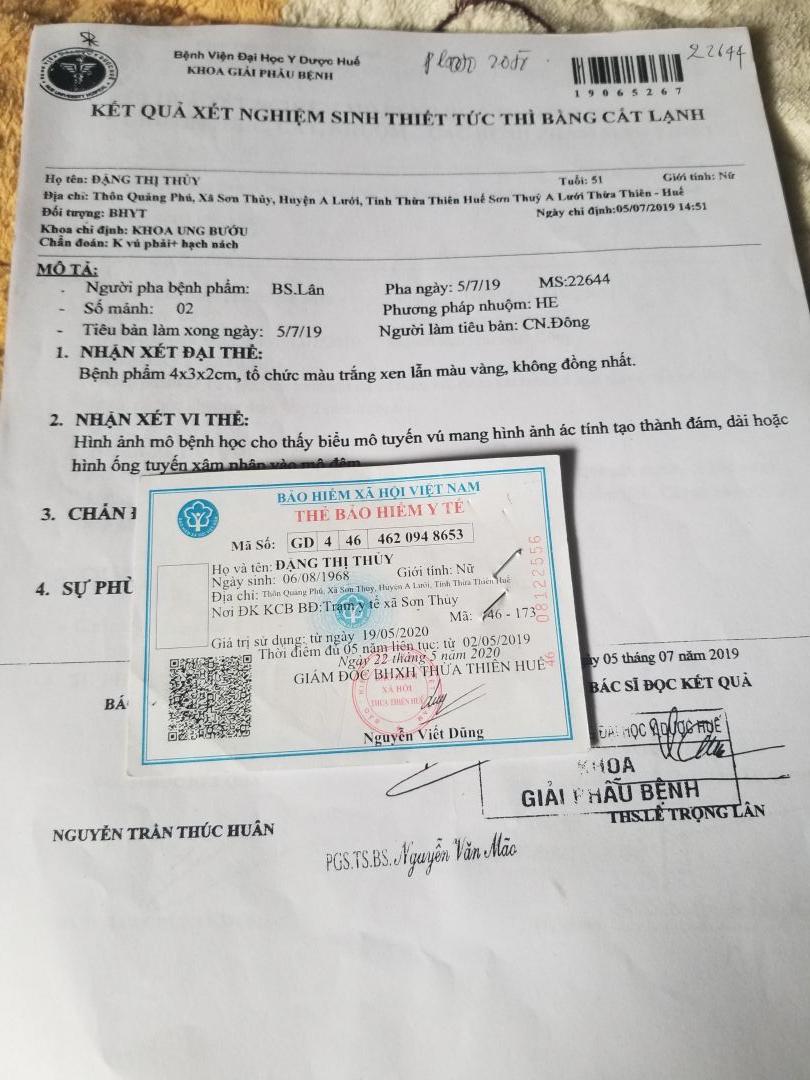 Bệnh Viện Đại Học Y Dược Huế
KHOA GIẢI PHẪU BỆNH
19065267
22644
KẾT QUẢ XÉT NGHIỆM SINH THIẾT TỨC THÌ BẰNG CẮT LẠNH
Họ tên: ĐẶNG THỊ THỦY Tuổi: 51 Giới tính: Nữ
Địa chỉ: Thôn Quảng Phú, Xã Sơn Thủy, Huyện A Lưới, Tỉnh Thừa Thiên Huế Sơn Thuỷ A Lưới Thừa Thiên - Huế
Đối tượng: BHYT Ngày chỉ định:05/07/2019 14:51
Khoa chỉ định: KHOA UNG BƯỚU
Chẩn đoán: K vú phải+ hạch nách
MÔ TẢ:
. Người pha bệnh phẩm: BS.Lân Pha ngày: 5/7/19 MS:22644
- Số mảnh: 02 Phương pháp nhuộm: HE
- Tiêu bản làm xong ngày: 5/7/19 Người làm tiêu bản: CN.Đông
1. NHẬN XÉT ĐẠI THỂ:
Bệnh phẩm 4x3x2cm, tổ chức màu trắng xen lẫn màu vàng, không đồng nhất.
2. NHẬN XÉT VI THỂ:
Hình ảnh mô bệnh học cho thấy biểu mô tuyến vú mang hình ảnh ác tính tạo thành đám, dải hoặc
hình ống tuyến xâm nhập vào mô đệm
3. CHẨN
4. SỰ PHÙ
BẢO HIỂM XÃ HỘI VIỆT NAM
THẺ BẢO HIỂM Y TẾ
Mã Số: GD 4 46 462 094 8653
Họ và tên: ĐẶNG THỊ THỦY
Ngày sinh: 06/08/1968 Giới tính: Nữ
Địa chỉ: Thôn Quảng Phú, Xã Sơn Thủy, Huyện A Lưới, Tỉnh Thừa Thiên Huế
Nơi ĐK KCB BĐ:Trạm y tế xã Sơn Thủy
Mã: 46 - 173
Giá trị sử dụng: từ ngày 19/05/2020
Thời điểm đủ 05 năm liên tục: từ 02/05/2019
Ngày 22 tháng 5 năm 2020
GIÁM ĐỐC BHXH THỪA THIÊN HUẾ
XÃ HỘI
THỪA THIÊN HUẾ
Nguyễn Viết Dũng
46 08122556
05 tháng 07 năm 2019
BÁC SĨ ĐỌC KẾT QUẢ
ĐẠI HỌC Y DƯỢC HUẾ
KHOA
GIẢI PHẪU BỆNH
THS.LÊ TRỌNG LÂN
NGUYỄN TRẦN THÚC HUÂN
PGS.TS.BS. Nguyễn Văn Mão